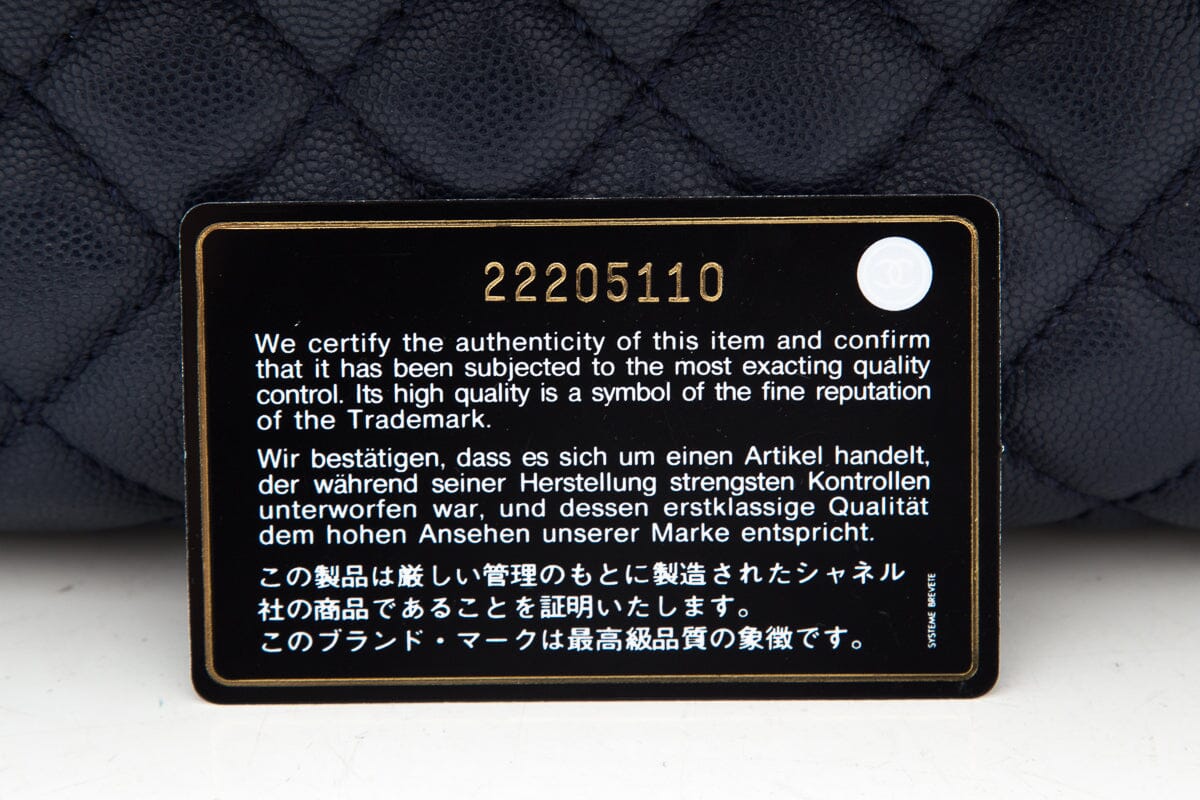 22205110
We certify the authenticity of this item and confirm
that it has been subjected to the most exacting quality
control. Its high quality is a symbol of the fine reputation
of the Trademark.
Wir bestätigen, dass es sich um einen Artikel handelt,
der während seiner Herstellung strengsten Kontrollen
unterworfen war, und dessen erstklassige Qualität
dem hohen Ansehen unserer Marke entspricht.
この製品は厳しい管理のもとに製造されたシャネル
社の商品であることを証明いたします。
このブランド・マークは最高級品質の象徴です。
SYSTEME BREVETE